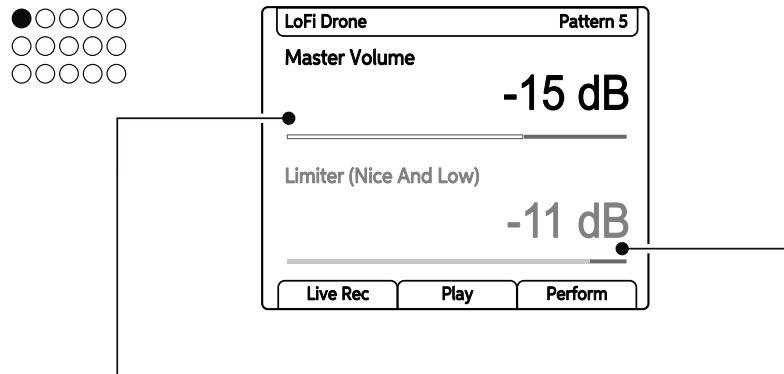 LoFi Drone Pattern 5
Master Volume
-15 dB
Limiter (Nice And Low)
-11 dB
Live Rec Play Perform